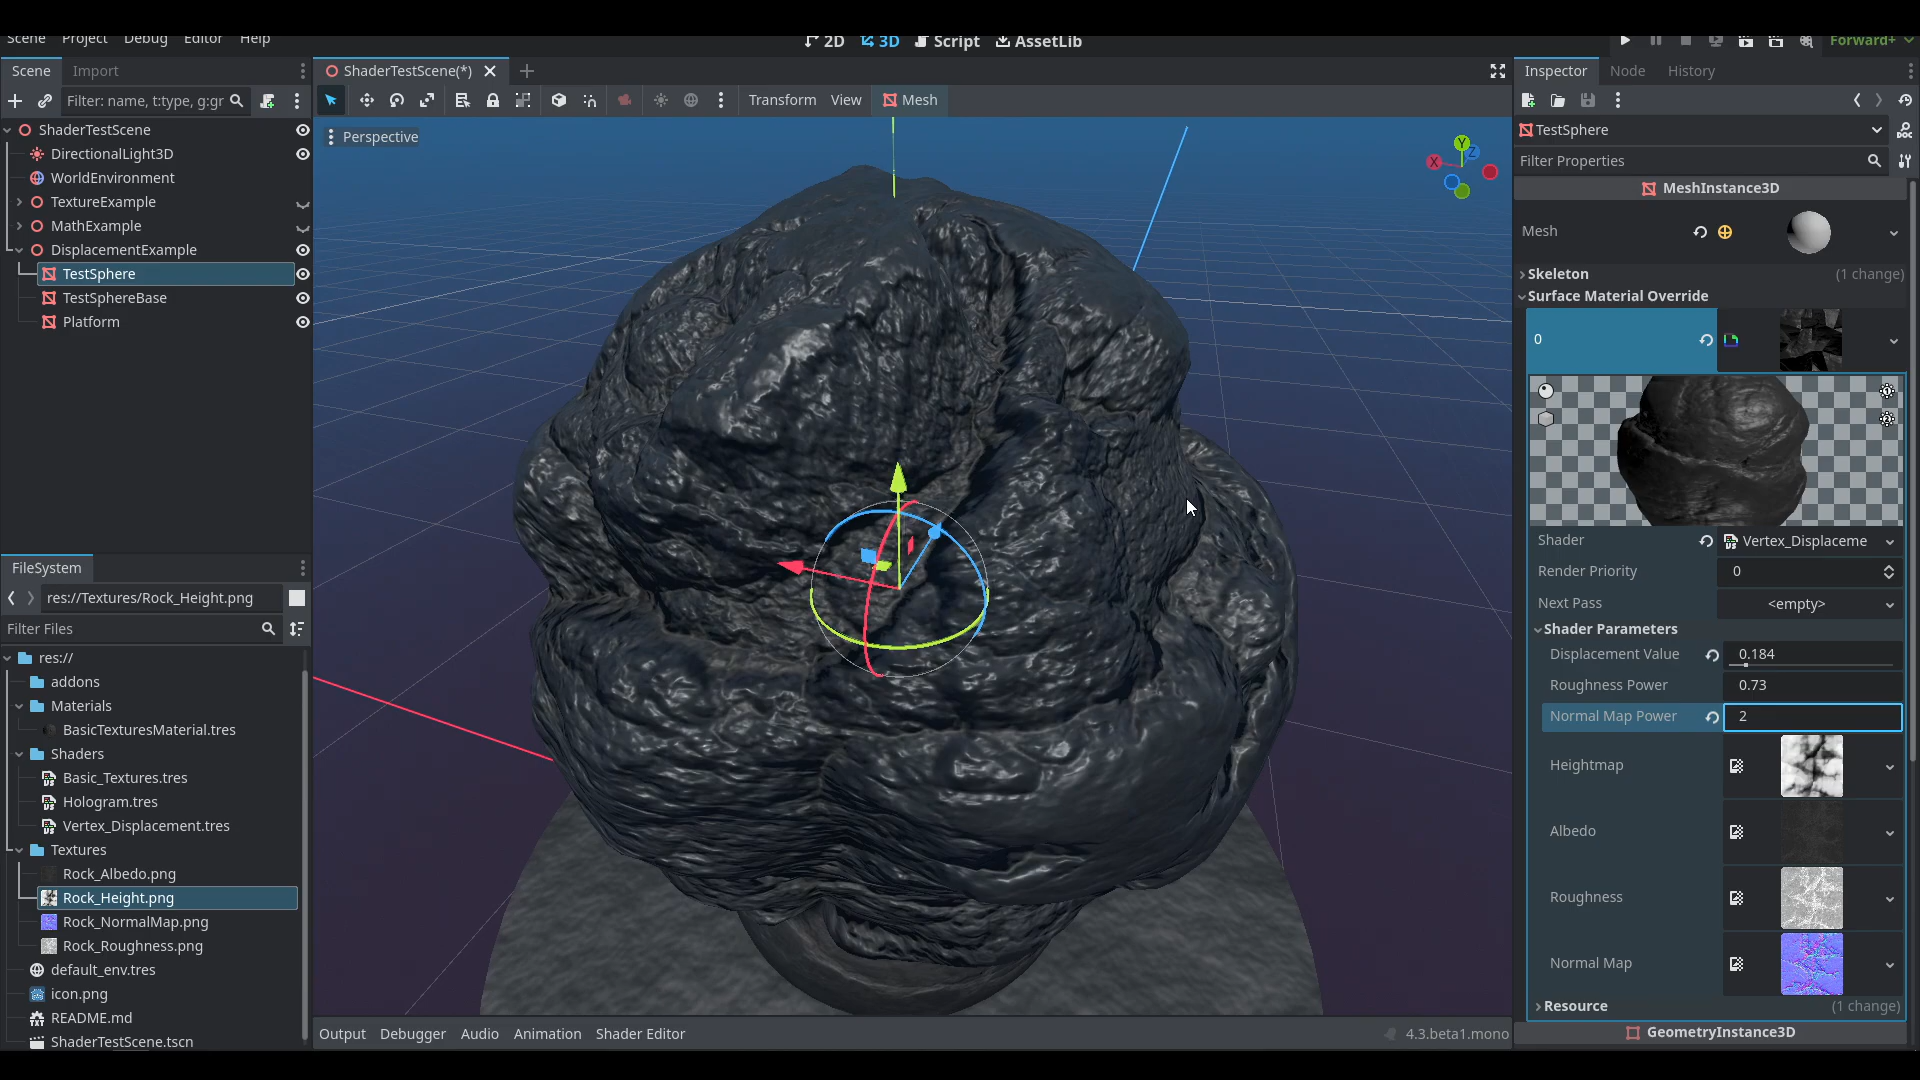 Scene Project Debug Editor Help
2D 3D Script AssetLib
Forward+
Scene Import
Filter: name, t:type, g:gr
ShaderTestScene
DirectionalLight3D
WorldEnvironment
TextureExample
MathExample
DisplacementExample
TestSphere
TestSphereBase
Platform
FileSystem
res://Textures/Rock_Height.png
Filter Files
res://
addons
Materials
BasicTexturesMaterial.tres
Shaders
Basic_Textures.tres
Hologram.tres
Vertex_Displacement.tres
Textures
Rock_Albedo.png
Rock_Height.png
Rock_NormalMap.png
Rock_Roughness.png
default_env.tres
icon.png
README.md
ShaderTestScene.tscn
ShaderTestScene(*)
Transform View Mesh
Perspective
Y
X
Z
Output Debugger Audio Animation Shader Editor
4.3.beta1.mono
Inspector Node History
TestSphere
Filter Properties
MeshInstance3D
Mesh
Skeleton (1 change)
Surface Material Override
0
Shader Vertex_Displaceme
Render Priority 0
Next Pass <empty>
Shader Parameters
Displacement Value 0.184
Roughness Power 0.73
Normal Map Power 2
Heightmap
Albedo
Roughness
Normal Map
Resource (1 change)
GeometryInstance3D